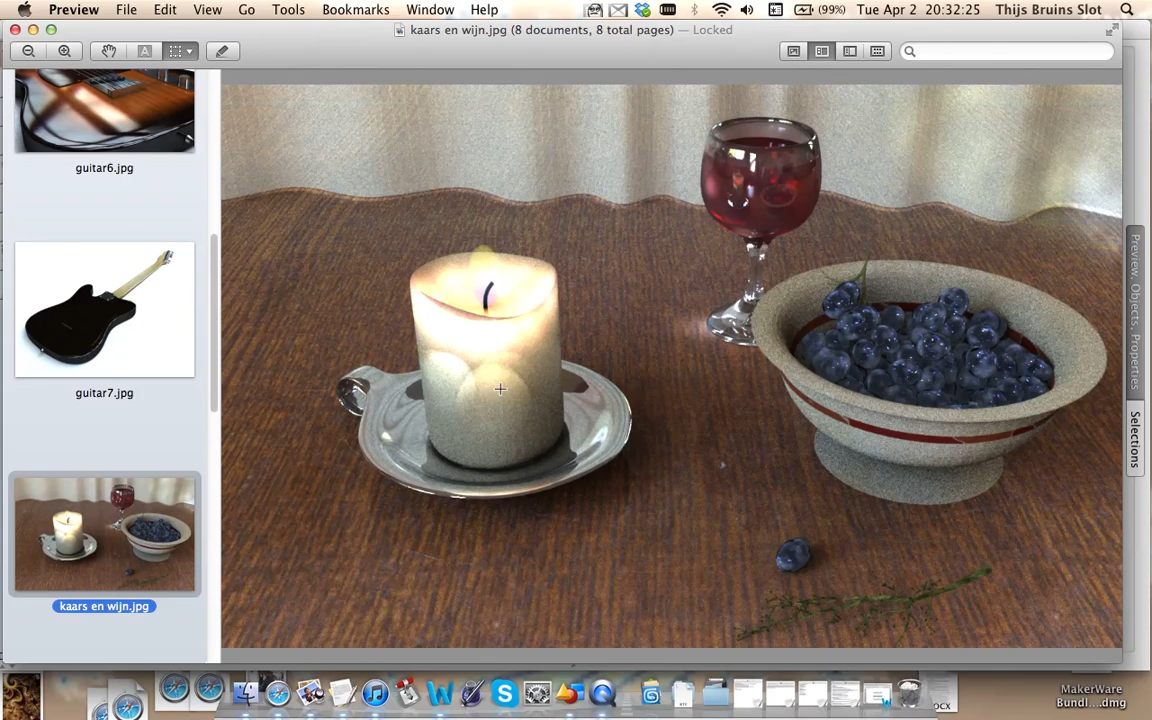 Preview File Edit View Go Tools Bookmarks Window Help (99%) Tue Apr 2 20:32:25 Thijs Bruins Slot
kaars en wijn.jpg (8 documents, 8 total pages) — Locked
guitar6.jpg
guitar7.jpg
kaars en wijn.jpg
Preview, Objects, Properties
Selections
MakerWare
Bundl....dmg